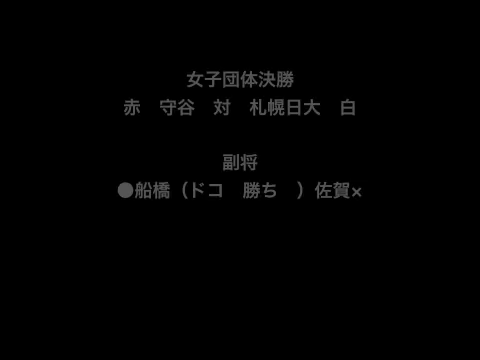 女子団体決勝
赤　守谷　対　札幌日大　白
副将
●船橋（ドコ　勝ち　）佐賀×